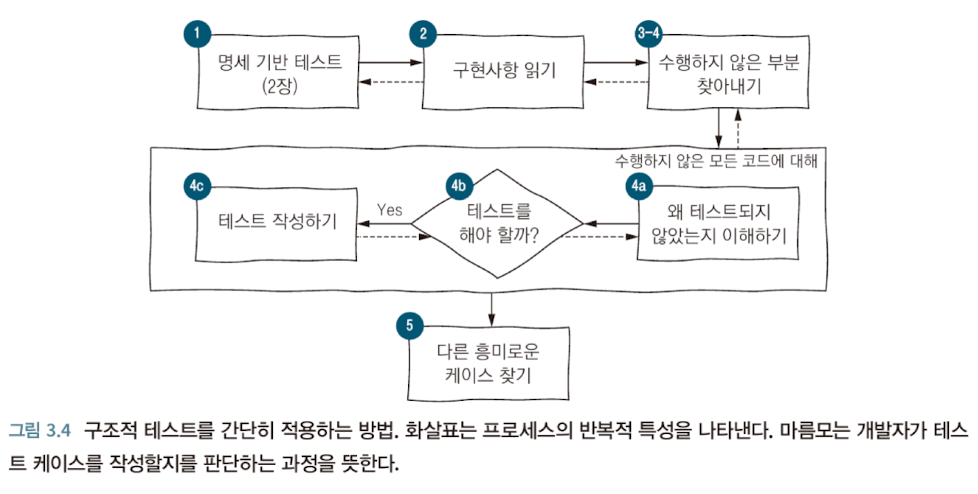 1
명세 기반 테스트
(2장)
2
구현사항 읽기
3-4
수행하지 않은 부분
찾아내기
수행하지 않은 모든 코드에 대해
4c
테스트 작성하기
Yes
4b
테스트를
해야 할까?
4a
왜 테스트되지
않았는지 이해하기
5
다른 흥미로운
케이스 찾기
그림 3.4 구조적 테스트를 간단히 적용하는 방법. 화살표는 프로세스의 반복적 특성을 나타낸다. 마름모는 개발자가 테스
트 케이스를 작성할지를 판단하는 과정을 뜻한다.